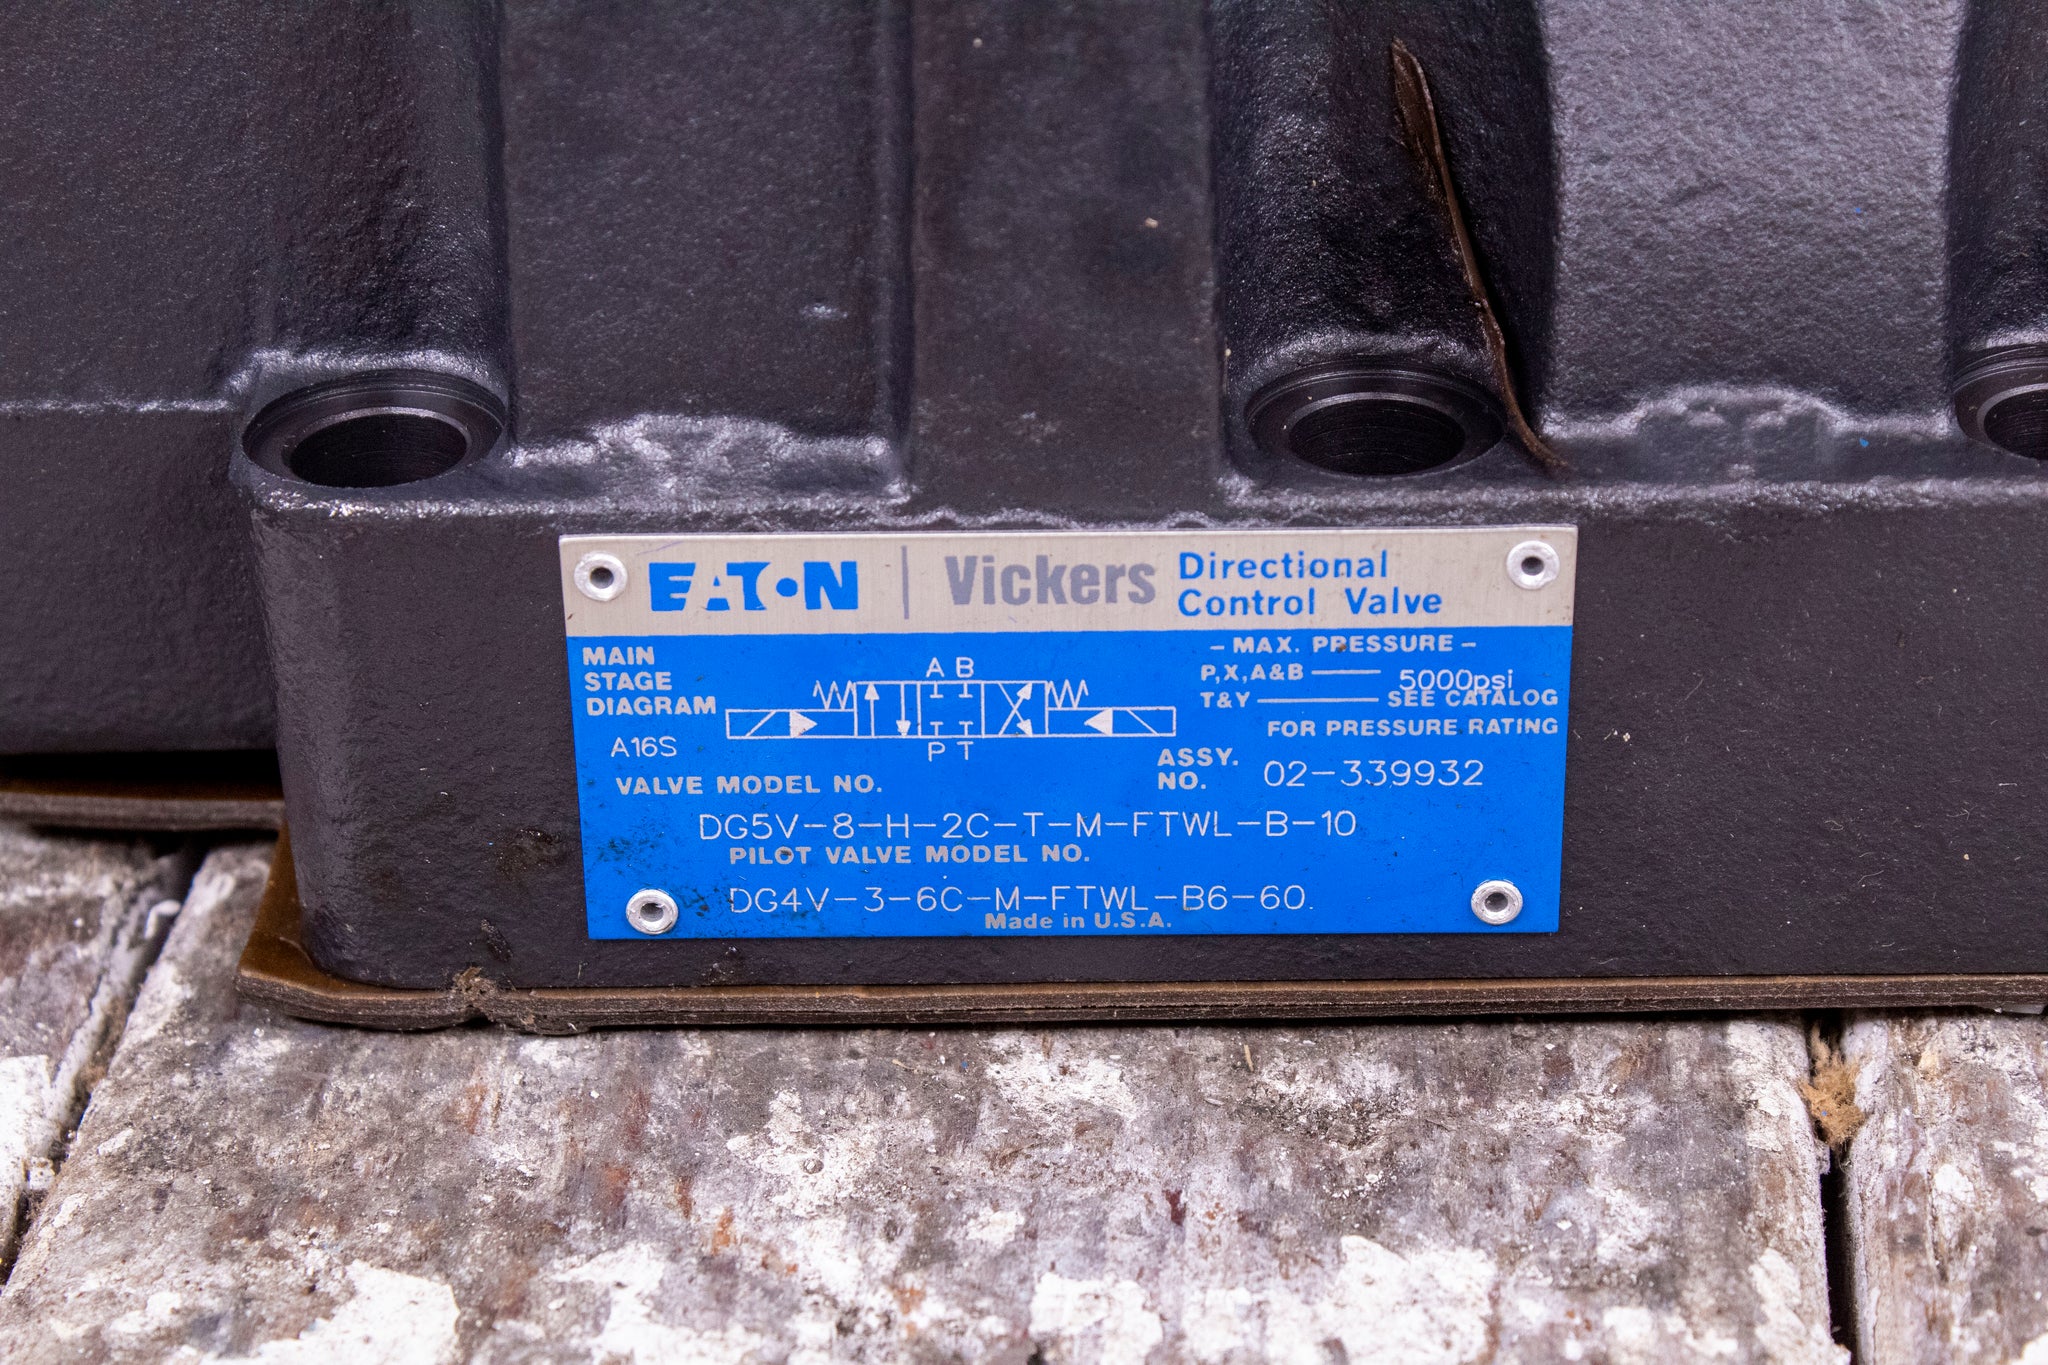 EATON | Vickers Directional
Control Valve
MAIN
STAGE
DIAGRAM
A16S
A B
P T
– MAX. PRESSURE –
P,X,A&B —— 5000psi
T&Y ———— SEE CATALOG
FOR PRESSURE RATING
ASSY.
NO. 02-339932
VALVE MODEL NO.
DG5V-8-H-2C-T-M-FTWL-B-10
PILOT VALVE MODEL NO.
DG4V-3-6C-M-FTWL-B6-60.
Made in U.S.A.